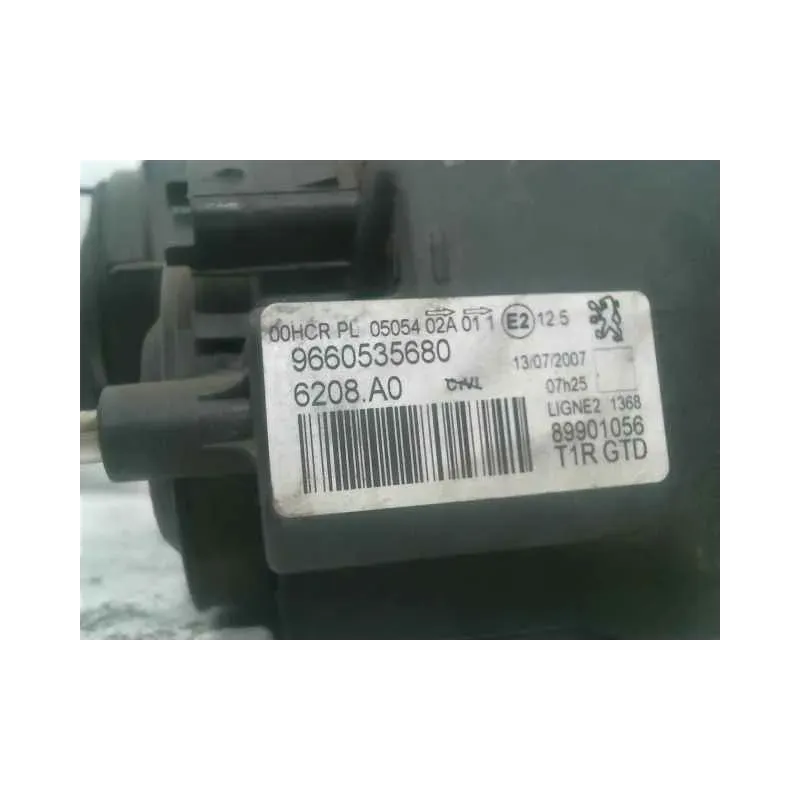 00HCR PL 05054 02A 01 1 E2 12.5
9660535680 13/07/2007
6208.A0 07h25
LIGNE2 1368
89901056
T1R GTD